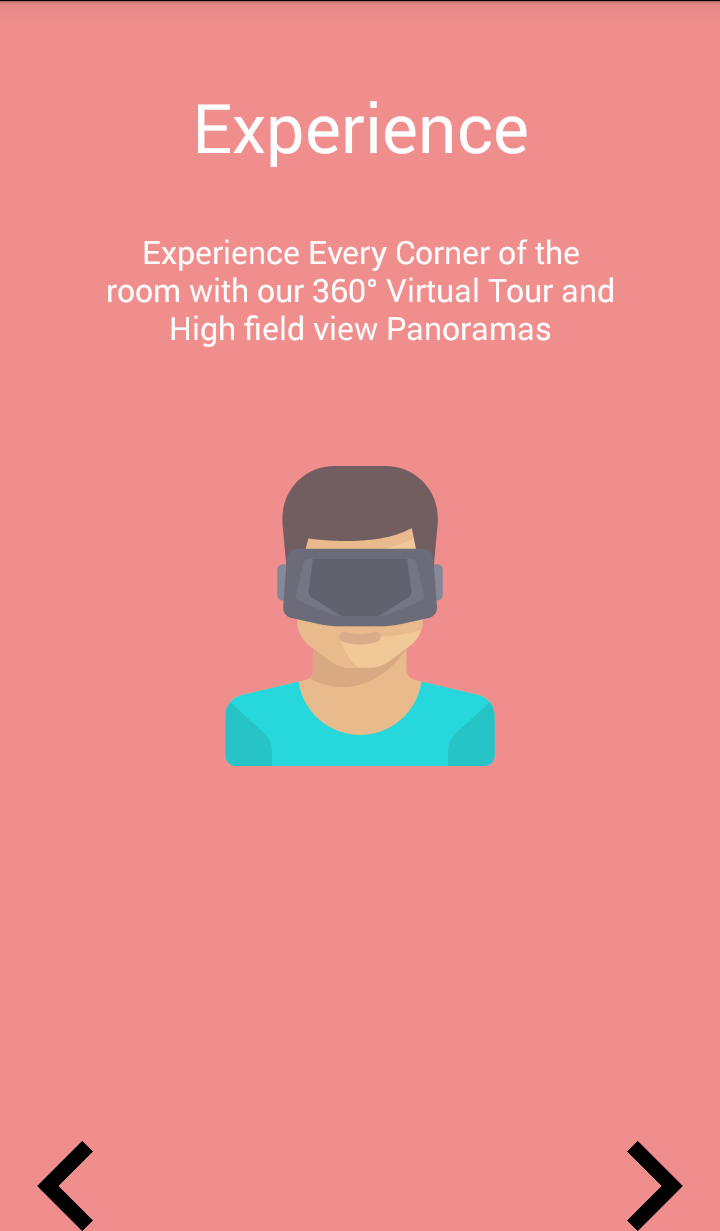 Experience
Experience Every Corner of the
room with our 360° Virtual Tour and
High field view Panoramas